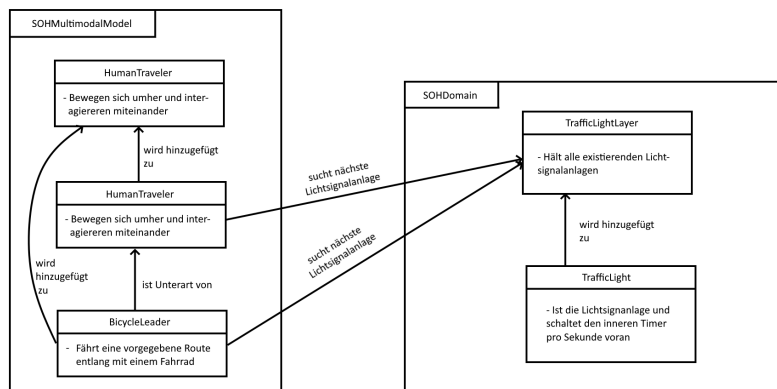 SOHMultimodalModel
HumanTraveler
- Bewegen sich umher und inter-
agiereren miteinander
wird hinzugefügt
zu
HumanTraveler
- Bewegen sich umher und inter-
agiereren miteinander
wird
hinzugefügt
zu
ist Unterart von
BicycleLeader
- Fährt eine vorgegebene Route
entlang mit einem Fahrrad
sucht nächste
Lichtsignalanlage
sucht nächste
Lichtsignalanlage
SOHDomain
TrafficLightLayer
- Hält alle existierenden Licht-
signalanlagen
wird hinzugefügt
zu
TrafficLight
- Ist die Lichtsignanlage und
schaltet den inneren Timer
pro Sekunde voran